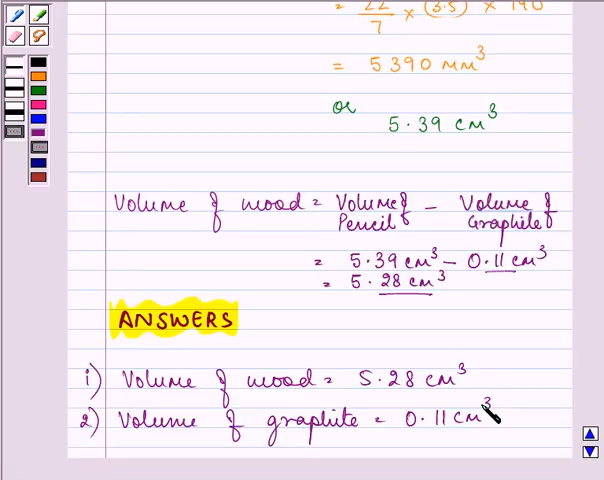 = 22/7 × (3.5) × 140
= 5390 MM³
or
5.39 CM³
Volume of wood = Volume of Pencil – Volume of Graphite
= 5.39 CM³ – 0.11 CM³
= 5.28 CM³
ANSWERS
i) Volume of wood = 5.28 CM³
2) Volume of graphite = 0.11 CM³